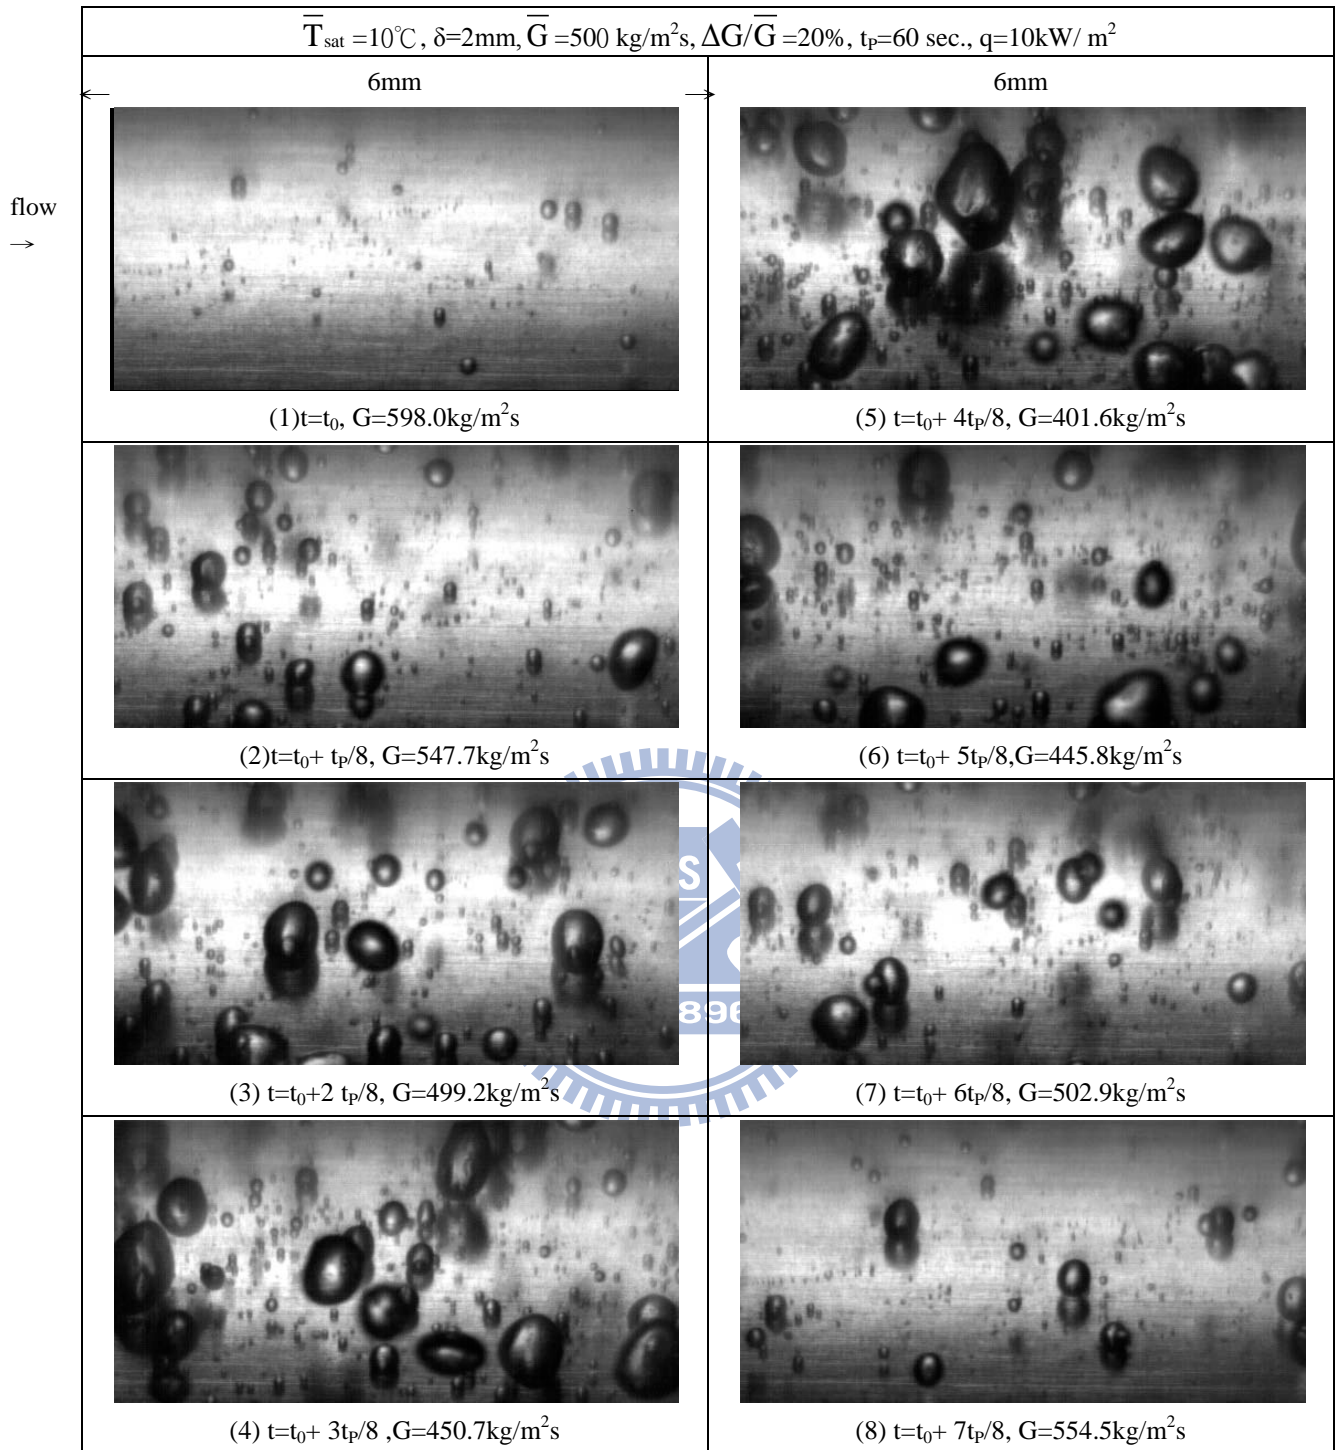 T̅sat =10℃, δ=2mm, G̅ =500 kg/m²s, ΔG/G̅ =20%, tP=60 sec., q=10kW/ m²
← 6mm →
6mm
flow
→
(1)t=t₀, G=598.0kg/m²s
(5) t=t₀+ 4tP/8, G=401.6kg/m²s
(2)t=t₀+ tP/8, G=547.7kg/m²s
(6) t=t₀+ 5tP/8,G=445.8kg/m²s
S
896
(3) t=t₀+2 tP/8, G=499.2kg/m²s
(7) t=t₀+ 6tP/8, G=502.9kg/m²s
(4) t=t₀+ 3tP/8 ,G=450.7kg/m²s
(8) t=t₀+ 7tP/8, G=554.5kg/m²s